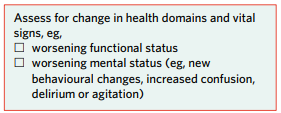 Assess for change in health domains and vital
signs, eg,
☐ worsening functional status
☐ worsening mental status (eg, new
behavioural changes, increased confusion,
delirium or agitation)